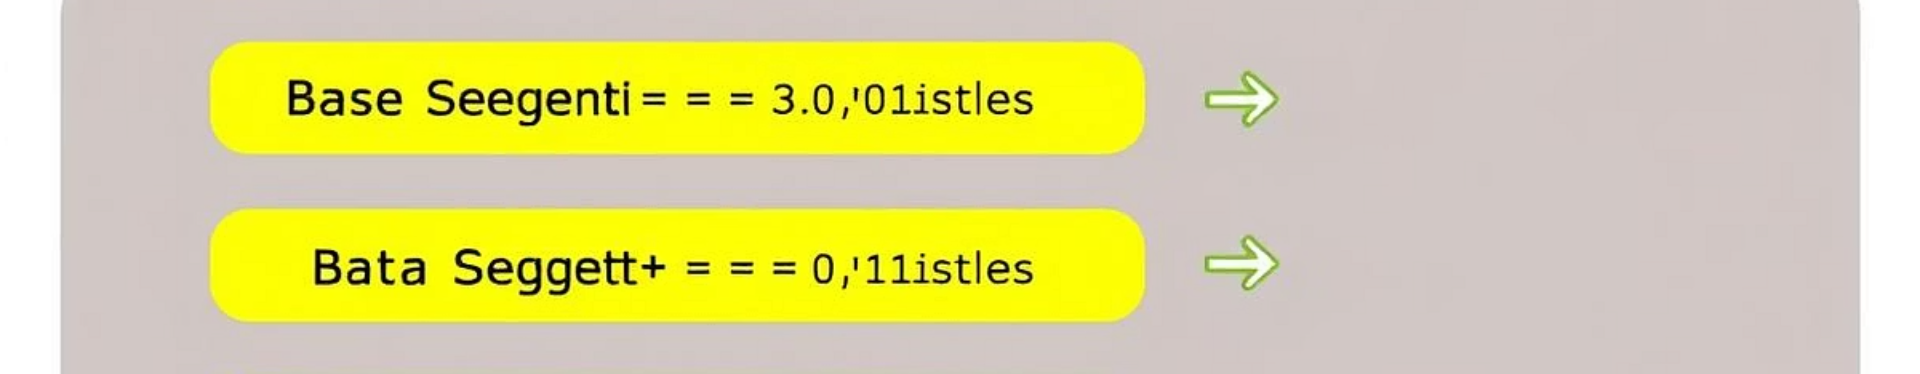 Base Seegenti = = = 3.0,'01istles
Bata Seggett+ = = = 0,'11istles